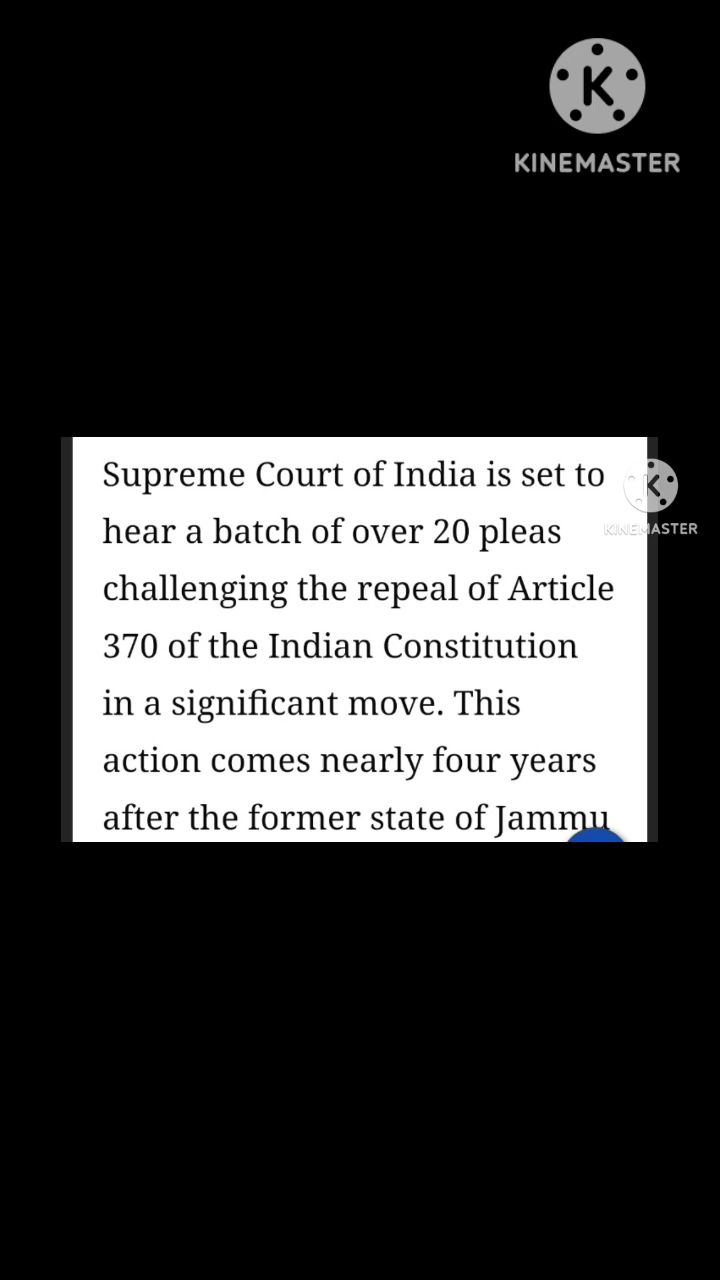 K
KINEMASTER
Supreme Court of India is set to
K
hear a batch of over 20 pleas
KINEMASTER
challenging the repeal of Article
370 of the Indian Constitution
in a significant move. This
action comes nearly four years
after the former state of Jammu